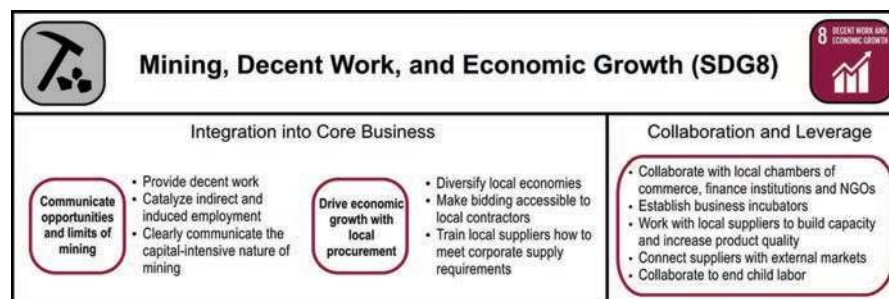 Mining, Decent Work, and Economic Growth (SDG8)
8 DECENT WORK AND
ECONOMIC GROWTH
Integration into Core Business
Communicate
opportunities
and limits of
mining
• Provide decent work
• Catalyze indirect and
induced employment
• Clearly communicate the
capital-intensive nature of
mining
Drive economic
growth with
local
procurement
• Diversify local economies
• Make bidding accessible to
local contractors
• Train local suppliers how to
meet corporate supply
requirements
Collaboration and Leverage
• Collaborate with local chambers of
commerce, finance institutions and NGOs
• Establish business incubators
• Work with local suppliers to build capacity
and increase product quality
• Connect suppliers with external markets
• Collaborate to end child labor